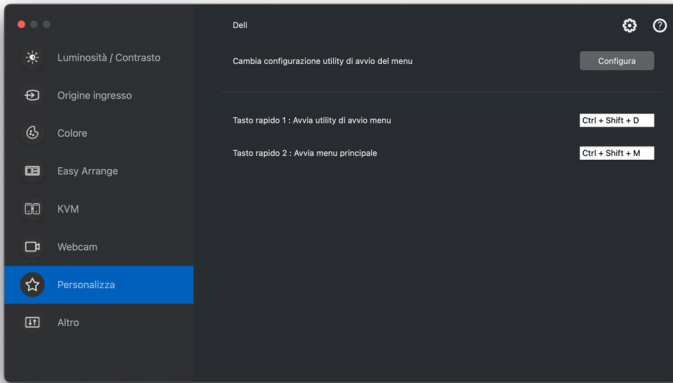 Dell
Luminosità / Contrasto
Cambia configurazione utility di avvio del menu
Configura
Origine ingresso
Tasto rapido 1 : Avvia utility di avvio menu
Ctrl + Shift + D
Colore
Tasto rapido 2 : Avvia menu principale
Ctrl + Shift + M
Easy Arrange
KVM
Webcam
Personalizza
Altro